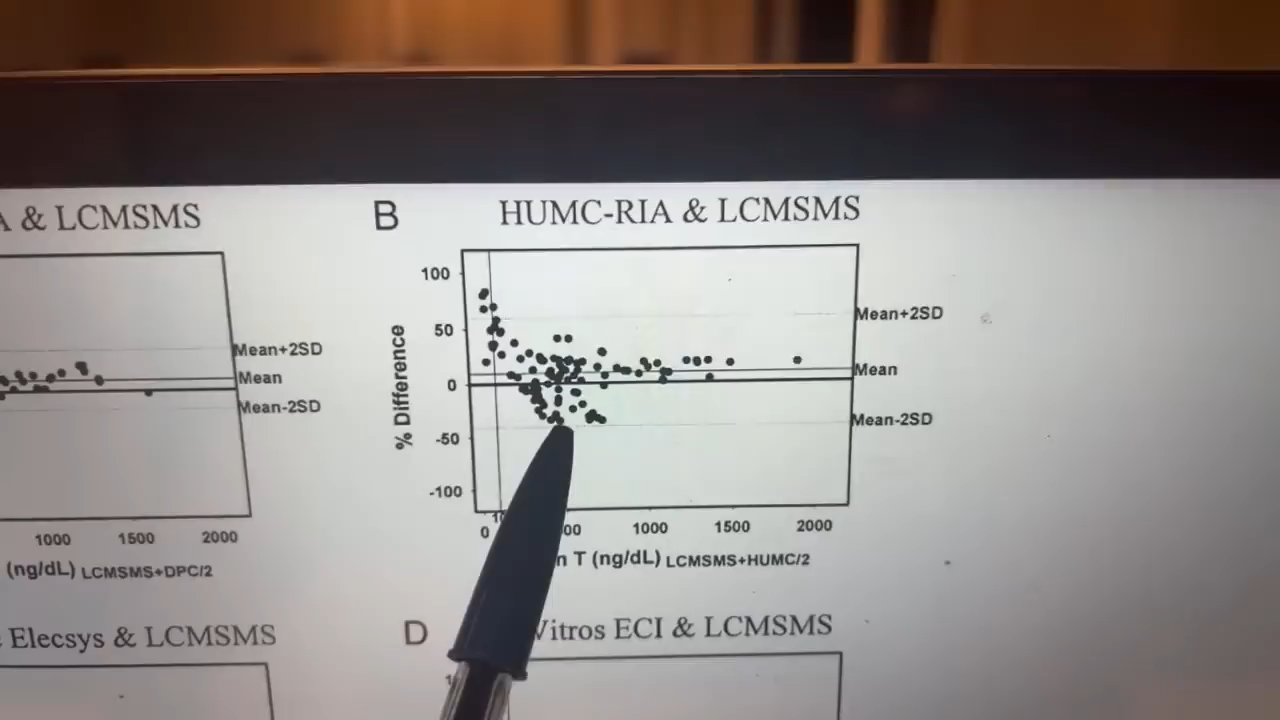 A & LCMSMS
Mean+2SD
Mean
Mean-2SD
1000 1500 2000
(ng/dL) LCMSMS+DPC/2
B
HUMC-RIA & LCMSMS
% Difference
100
50
0
-50
-100
Mean+2SD
Mean
Mean-2SD
0 1000 1500 2000
T (ng/dL) LCMSMS+HUMC/2
Elecsys & LCMSMS
D
Vitros ECI & LCMSMS